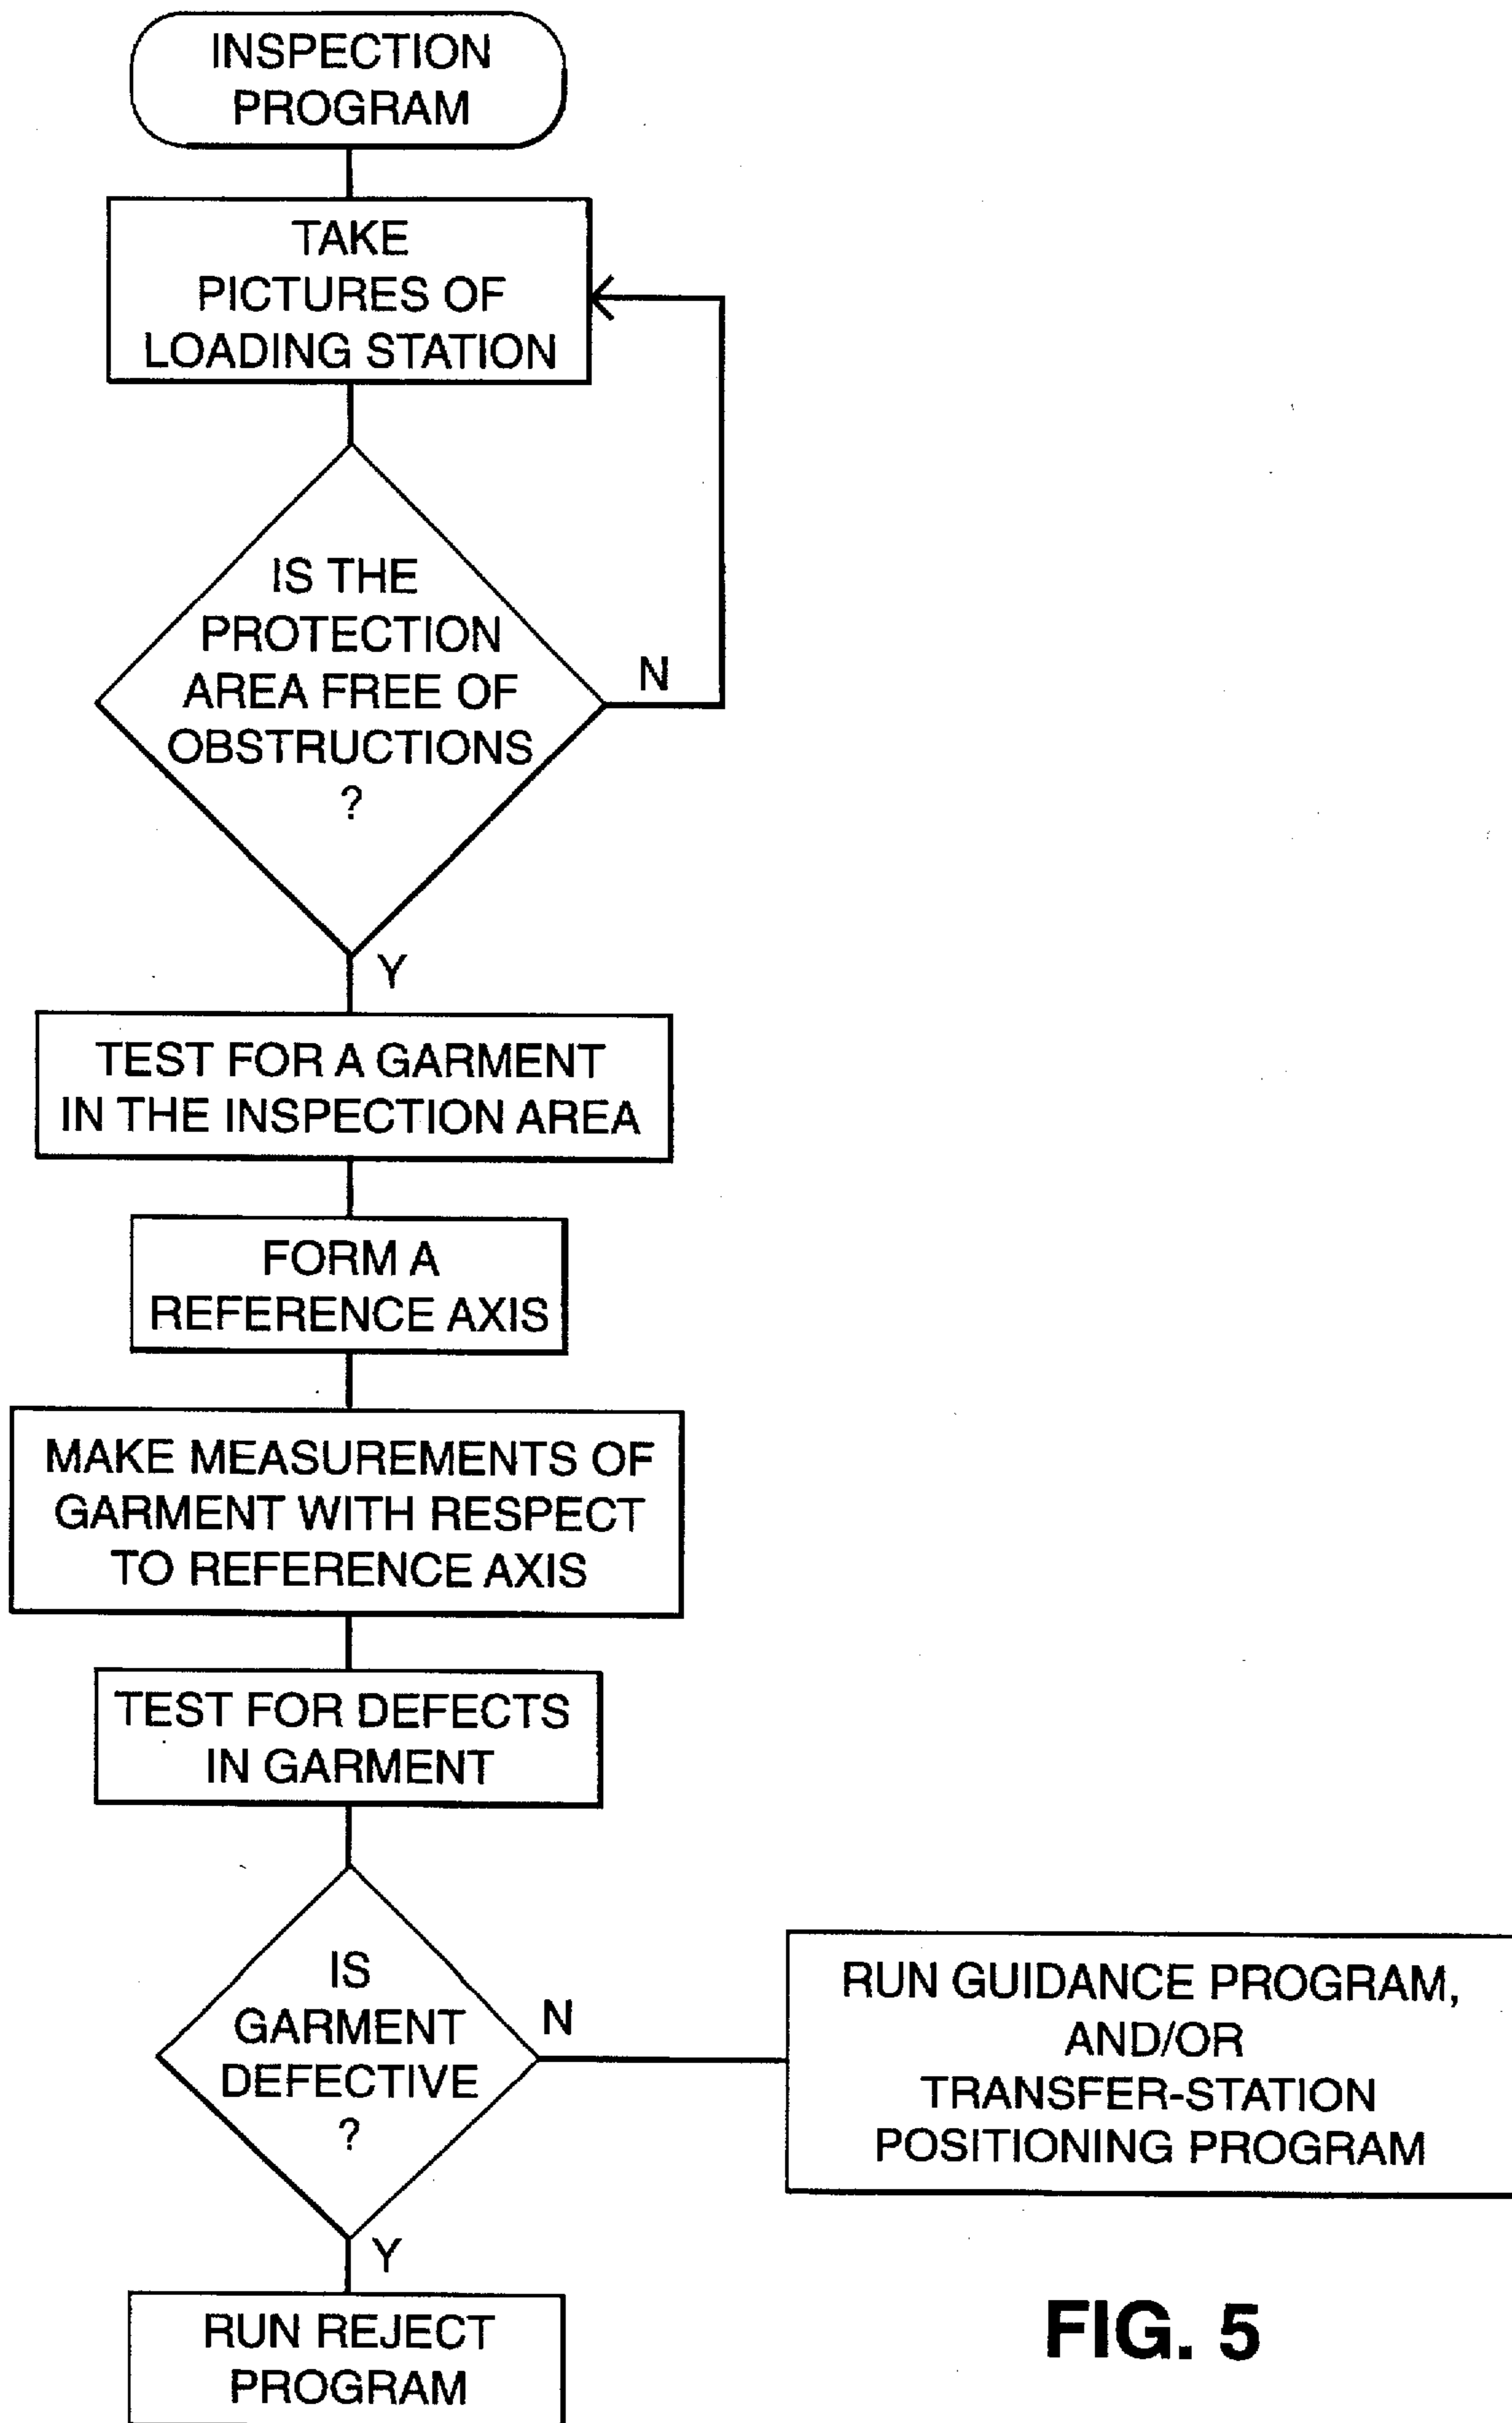 INSPECTION
PROGRAM
TAKE
PICTURES OF
LOADING STATION
IS THE
PROTECTION
AREA FREE OF
OBSTRUCTIONS
?
N
Y
TEST FOR A GARMENT
IN THE INSPECTION AREA
FORM A
REFERENCE AXIS
MAKE MEASUREMENTS OF
GARMENT WITH RESPECT
TO REFERENCE AXIS
TEST FOR DEFECTS
IN GARMENT
IS
GARMENT
DEFECTIVE
?
N
RUN GUIDANCE PROGRAM,
AND/OR
TRANSFER-STATION
POSITIONING PROGRAM
Y
RUN REJECT
PROGRAM
FIG. 5